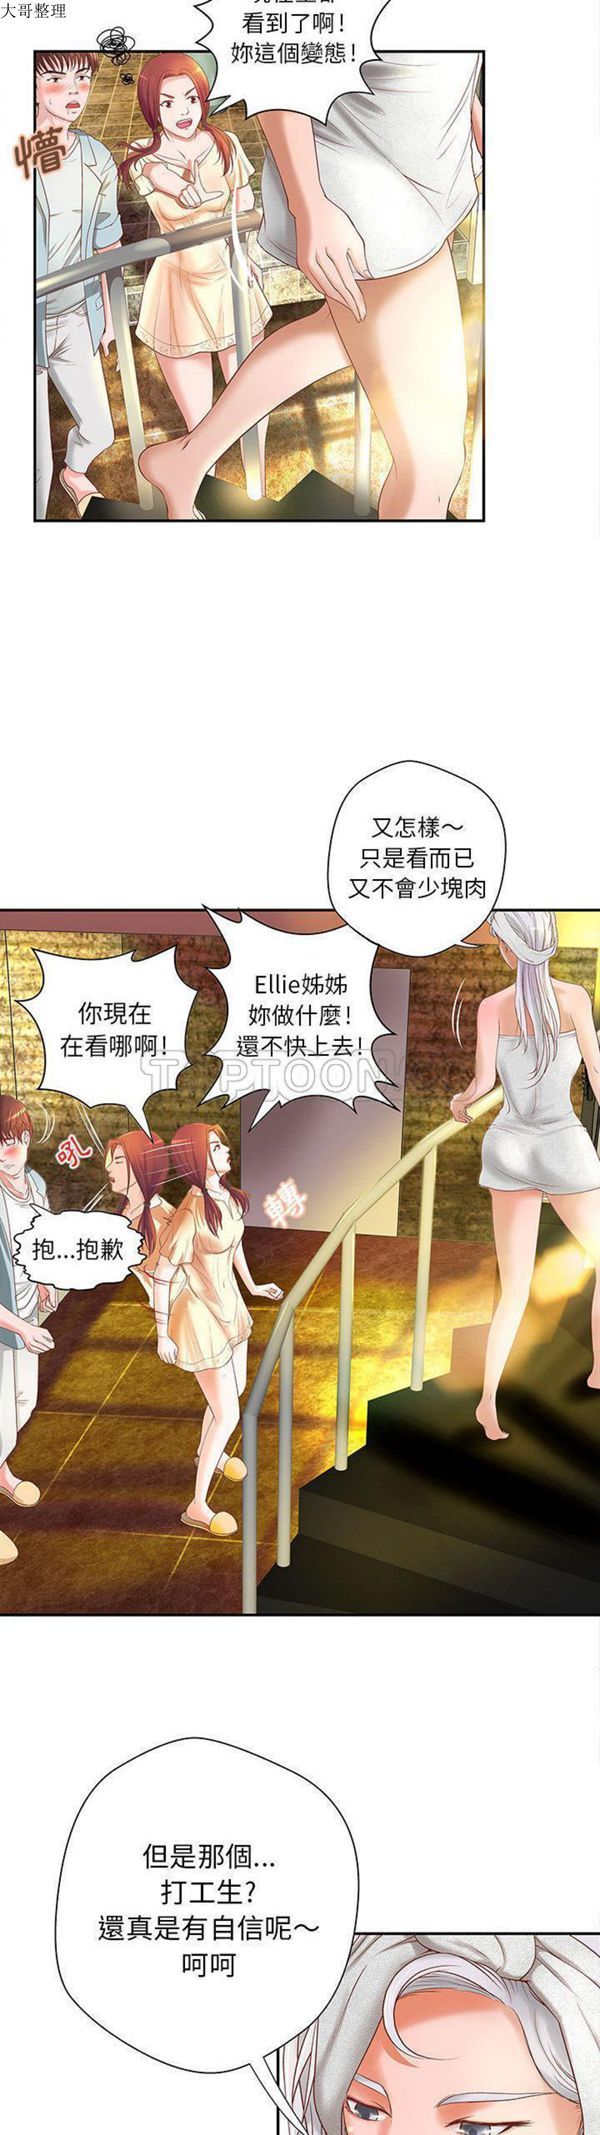 大哥整理
看到了啊!
妳這個變態!
懵
又怎樣～
只是看而已
又不會少塊肉
Ellie姊姊
妳做什麼!
還不快上去!
你現在
在看哪啊!
TOPTOON
吼
轉
抱...抱歉
但是那個...
打工生?
還真是有自信呢～
呵呵